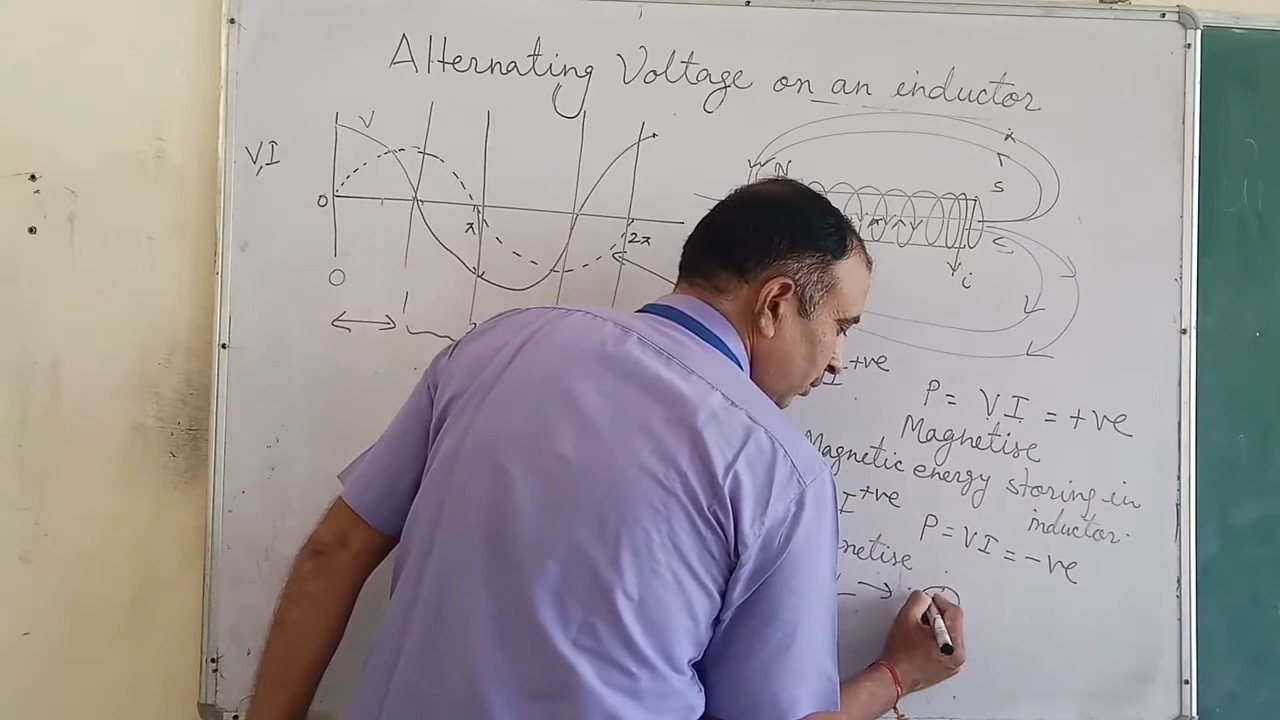 Alternating Voltage on an inductor
V,I
V
0
π
2π
0
N
S
S
i
I +ve
P = VI = +ve
Magnetise
Magnetic energy storing in
inductor.
I +ve
P = VI = -ve
netise